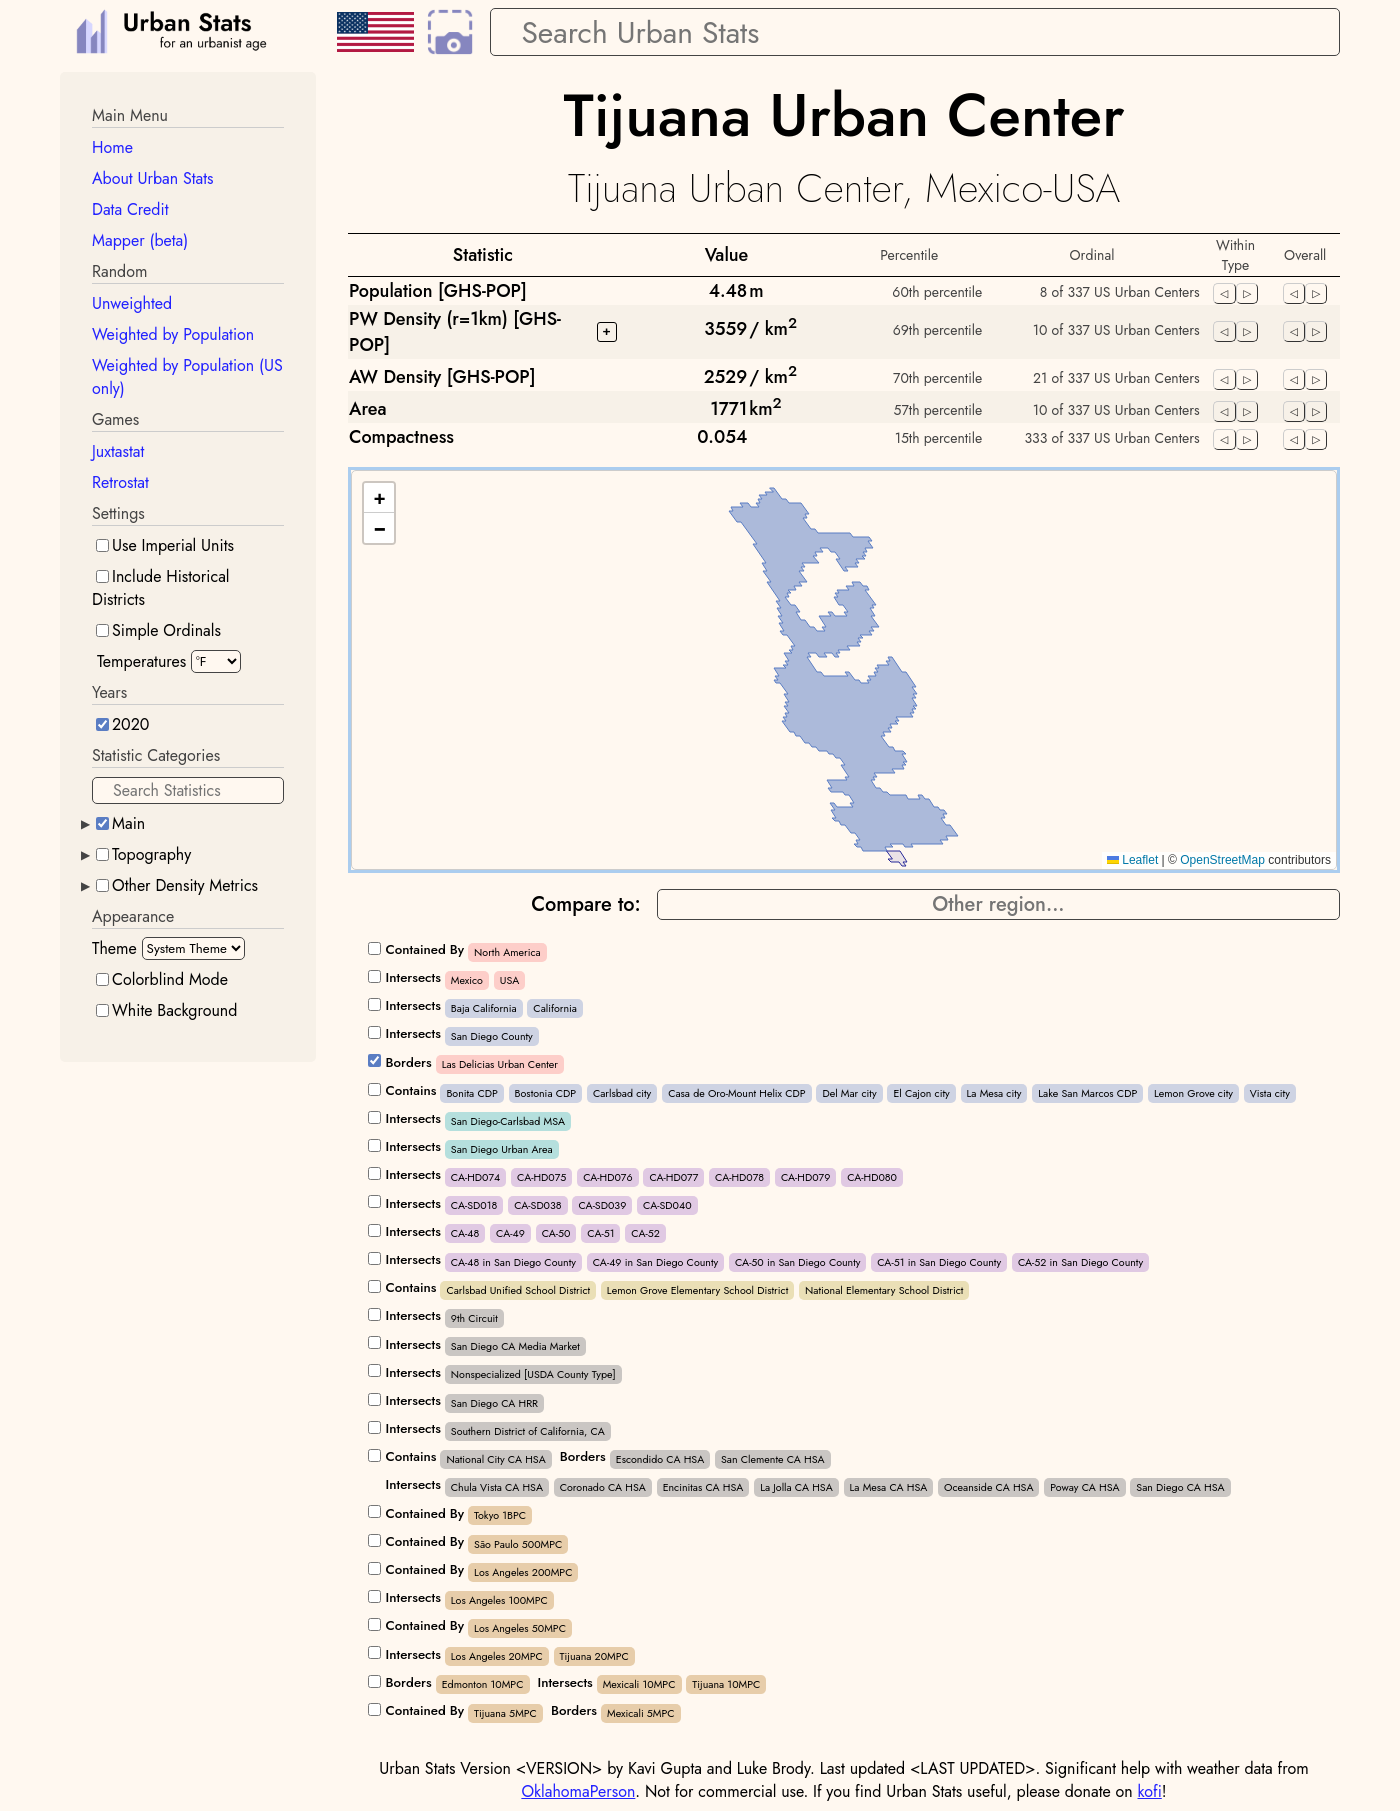 Urban Stats
for an urbanist age
Search Urban Stats
Main Menu
Home
About Urban Stats
Data Credit
Mapper (beta)
Random
Unweighted
Weighted by Population
Weighted by Population (US
only)
Games
Juxtastat
Retrostat
Settings
Use Imperial Units
Include Historical
Districts
Simple Ordinals
Temperatures °F
Years
2020
Statistic Categories
Search Statistics
Main
Topography
Other Density Metrics
Appearance
Theme System Theme
Colorblind Mode
White Background
Tijuana Urban Center
Tijuana Urban Center, Mexico-USA
Statistic Value Percentile Ordinal Within Type Overall
Population [GHS-POP] 4.48 m 60th percentile 8 of 337 US Urban Centers
PW Density (r=1km) [GHS-POP] + 3559 / km2 69th percentile 10 of 337 US Urban Centers
AW Density [GHS-POP] 2529 / km2 70th percentile 21 of 337 US Urban Centers
Area 1771 km2 57th percentile 10 of 337 US Urban Centers
Compactness 0.054 15th percentile 333 of 337 US Urban Centers
+
−
Leaflet | © OpenStreetMap contributors
Compare to: Other region...
Contained By North America
Intersects Mexico USA
Intersects Baja California California
Intersects San Diego County
Borders Las Delicias Urban Center
Contains Bonita CDP Bostonia CDP Carlsbad city Casa de Oro-Mount Helix CDP Del Mar city El Cajon city La Mesa city Lake San Marcos CDP Lemon Grove city Vista city
Intersects San Diego-Carlsbad MSA
Intersects San Diego Urban Area
Intersects CA-HD074 CA-HD075 CA-HD076 CA-HD077 CA-HD078 CA-HD079 CA-HD080
Intersects CA-SD018 CA-SD038 CA-SD039 CA-SD040
Intersects CA-48 CA-49 CA-50 CA-51 CA-52
Intersects CA-48 in San Diego County CA-49 in San Diego County CA-50 in San Diego County CA-51 in San Diego County CA-52 in San Diego County
Contains Carlsbad Unified School District Lemon Grove Elementary School District National Elementary School District
Intersects 9th Circuit
Intersects San Diego CA Media Market
Intersects Nonspecialized [USDA County Type]
Intersects San Diego CA HRR
Intersects Southern District of California, CA
Contains National City CA HSA Borders Escondido CA HSA San Clemente CA HSA
Intersects Chula Vista CA HSA Coronado CA HSA Encinitas CA HSA La Jolla CA HSA La Mesa CA HSA Oceanside CA HSA Poway CA HSA San Diego CA HSA
Contained By Tokyo 1BPC
Contained By São Paulo 500MPC
Contained By Los Angeles 200MPC
Intersects Los Angeles 100MPC
Contained By Los Angeles 50MPC
Intersects Los Angeles 20MPC Tijuana 20MPC
Borders Edmonton 10MPC Intersects Mexicali 10MPC Tijuana 10MPC
Contained By Tijuana 5MPC Borders Mexicali 5MPC
Urban Stats Version <VERSION> by Kavi Gupta and Luke Brody. Last updated <LAST UPDATED>. Significant help with weather data from
OklahomaPerson. Not for commercial use. If you find Urban Stats useful, please donate on kofi!